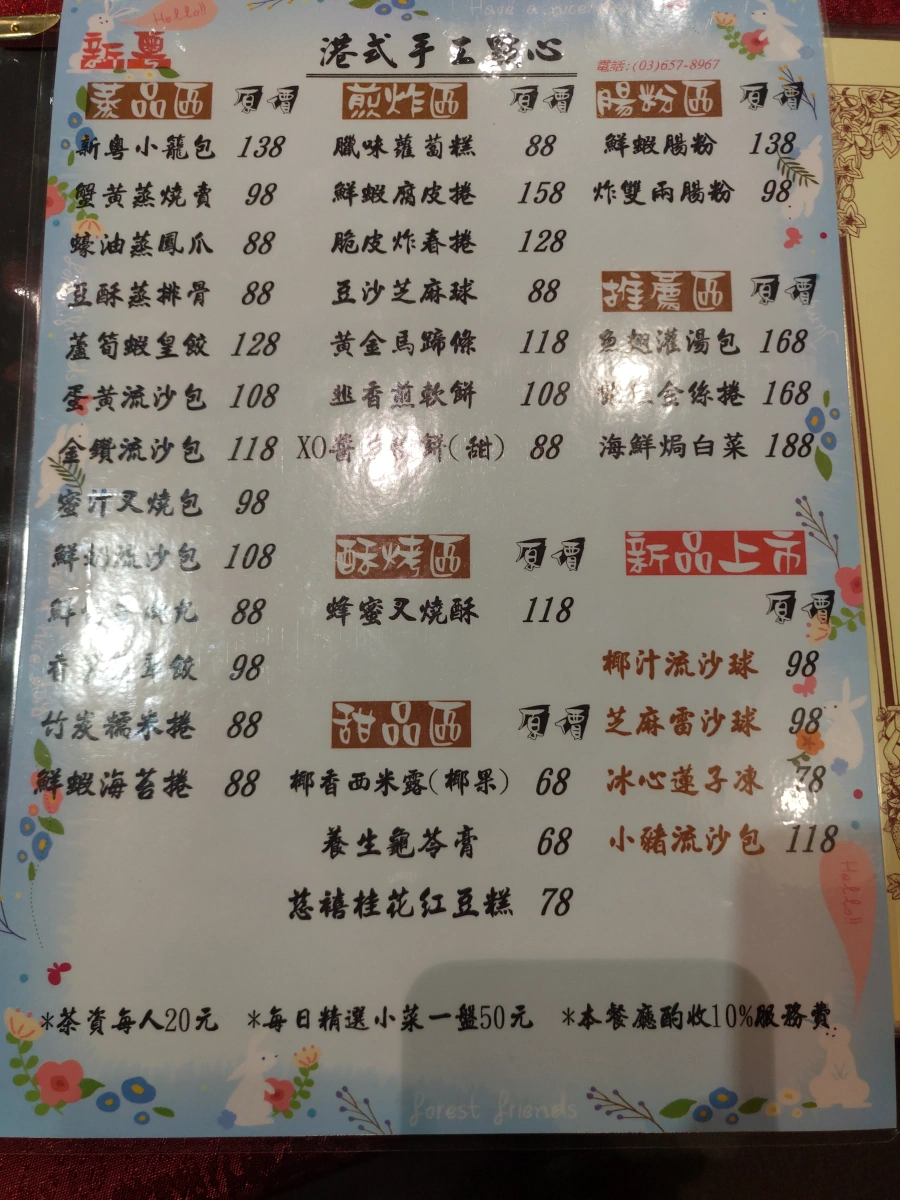 Hello!!
Have a nice
新粵
港式手工點心
電話:(03)657-8967
蒸品區 原價
新粵小籠包 138
蟹黃蒸燒賣 98
蠔油蒸鳳爪 88
豆酥蒸排骨 88
蘆筍蝦皇餃 128
蛋黃流沙包 108
金鑽流沙包 118
蜜汁叉燒包 98
鮮奶流沙包 108
鮮 丸 88
香 餃 98
竹炭糯米捲 88
鮮蝦海苔捲 88
煎炸區 原價
臘味蘿蔔糕 88
鮮蝦腐皮捲 158
脆皮炸春捲 128
豆沙芝麻球 88
黃金馬蹄條 118
韭香煎軟餅 108
XO醬 餅(甜) 88
酥烤區 原價
蜂蜜叉燒酥 118
甜品區 原價
椰香西米露(椰果) 68
養生龜苓膏 68
慈禧桂花紅豆糕 78
腸粉區 原價
鮮蝦腸粉 138
炸雙兩腸粉 98
推薦區 原價
魚翅灌湯包 168
金絲捲 168
海鮮焗白菜 188
新品上市
原價
椰汁流沙球 98
芝麻雷沙球 98
冰心蓮子凍 78
小豬流沙包 118
Hello!!
*茶資每人20元 *每日精選小菜一盤50元 *本餐廳酌收10%服務費
forest friends